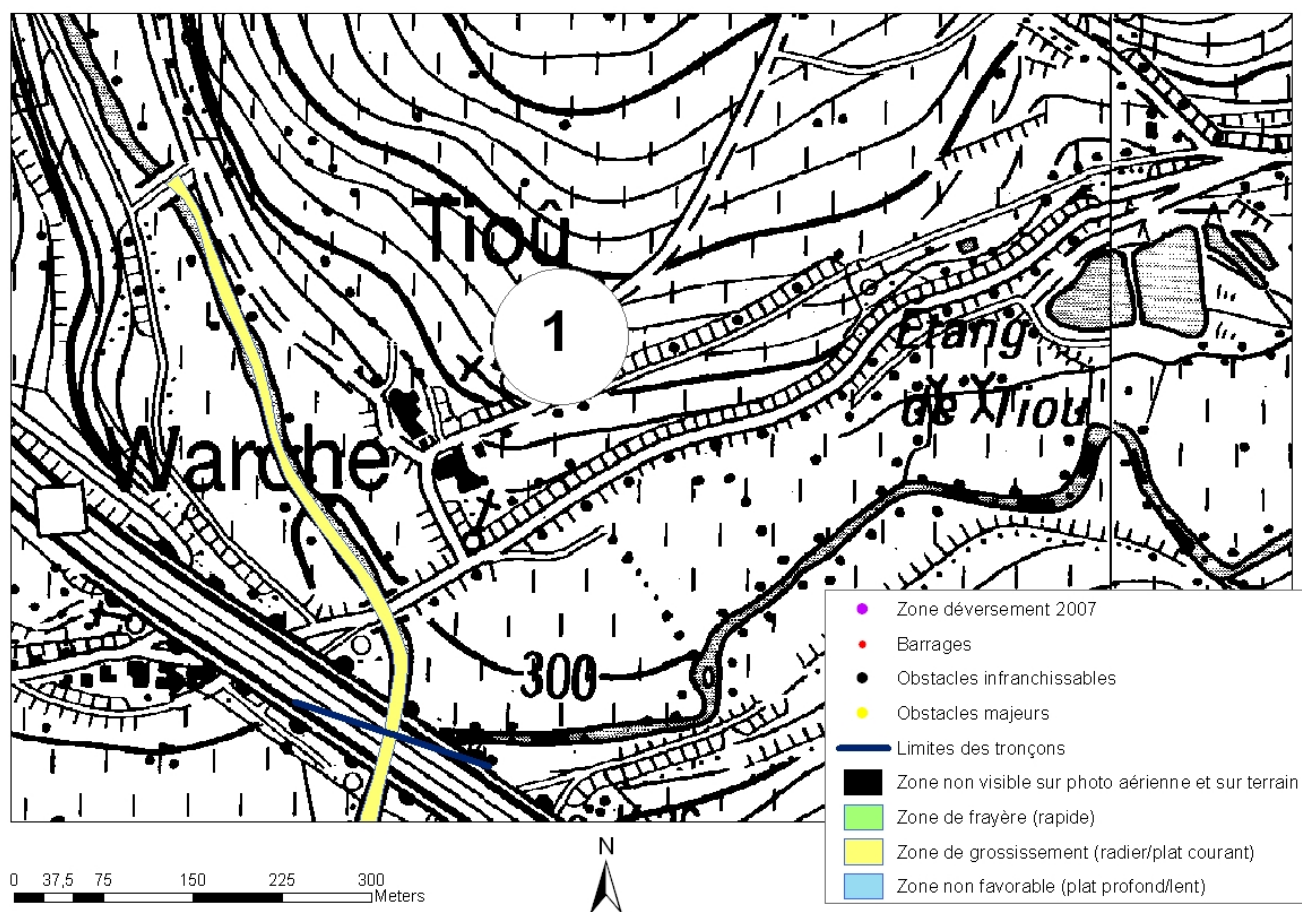 Tioû
1
Etang
de Tiou
Warche
300
Zone déversement 2007
Barrages
Obstacles infranchissables
Obstacles majeurs
Limites des tronçons
Zone non visible sur photo aérienne et sur terrain
Zone de frayère (rapide)
Zone de grossissement (radier/plat courant)
Zone non favorable (plat profond/lent)
N
0 37,5 75 150 225 300
Meters